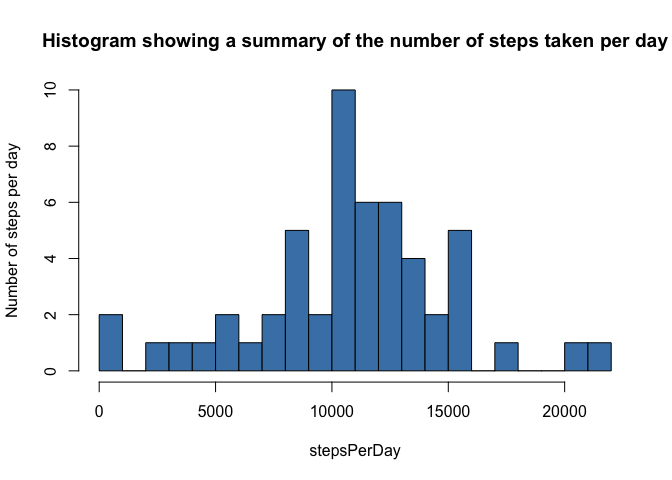 Histogram showing a summary of the number of steps taken per day
Number of steps per day
10
8
6
4
2
0
0 5000 10000 15000 20000
stepsPerDay